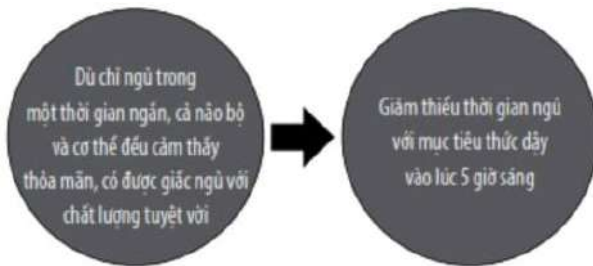 Dù chỉ ngủ trong
một thời gian ngắn, cả não bộ
và cơ thể đều cảm thấy
thỏa mãn, có được giấc ngủ với
chất lượng tuyệt vời
Giảm thiểu thời gian ngủ
với mục tiêu thức dậy
vào lúc 5 giờ sáng